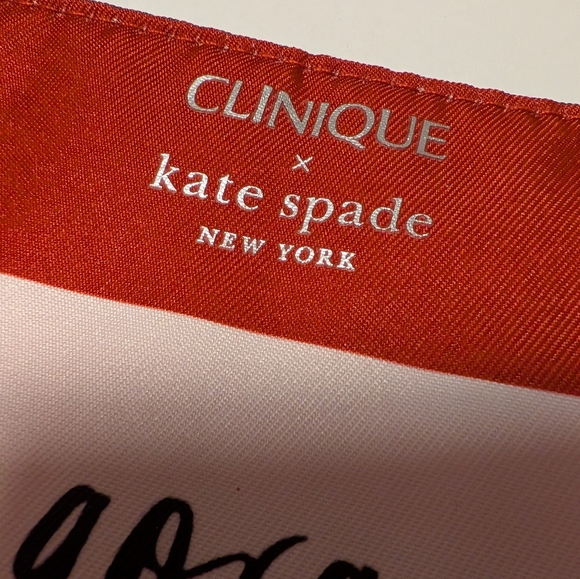 CLINIQUE
×
kate spade
NEW YORK